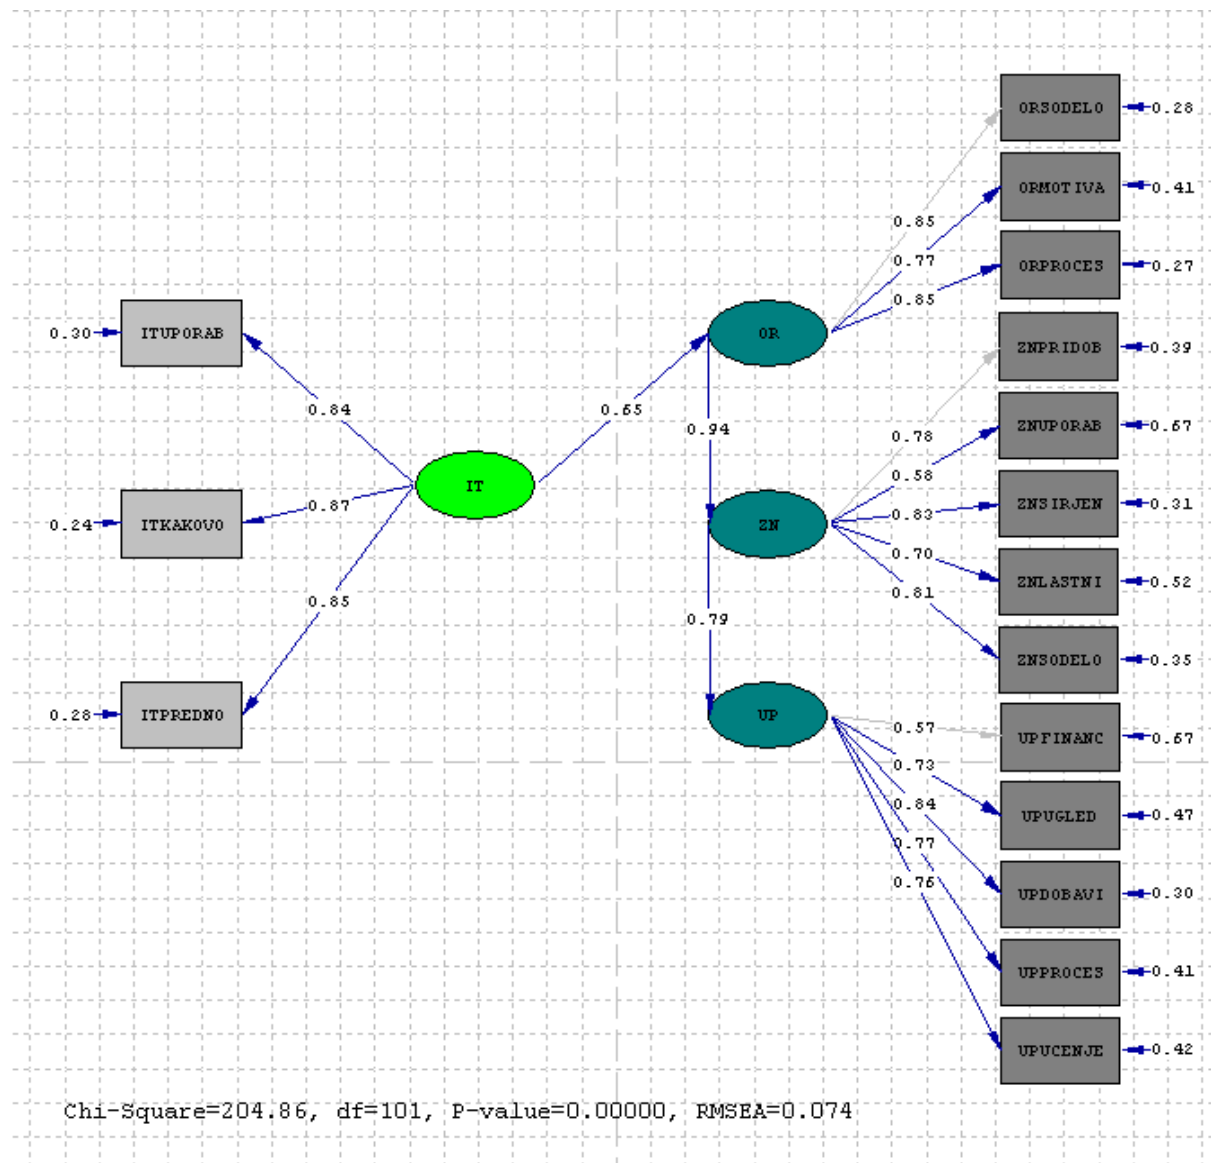 ORSODELO 0.28
ORMOTIVA 0.41
0.85
0.77
ORPROCES 0.27
0.85
0.30 ITUPORAB
OR
ZNPRIDOB 0.39
0.84
0.65
0.94
0.78
ZNUPORAB 0.67
0.58
IT
0.87
0.83
ZNSIRJEN 0.31
0.24 ITKAKOVO
ZN
0.70
ZNLASTNI 0.52
0.85
0.81
0.79
ZNSODELO 0.35
0.28 ITPREDNO
UP
0.57
UPFINANC 0.67
0.73
0.84
UPUGLED 0.47
0.77
0.76
UPDOBAVI 0.30
UPPROCES 0.41
UPUCENJE 0.42
Chi-Square=204.86, df=101, P-value=0.00000, RMSEA=0.074